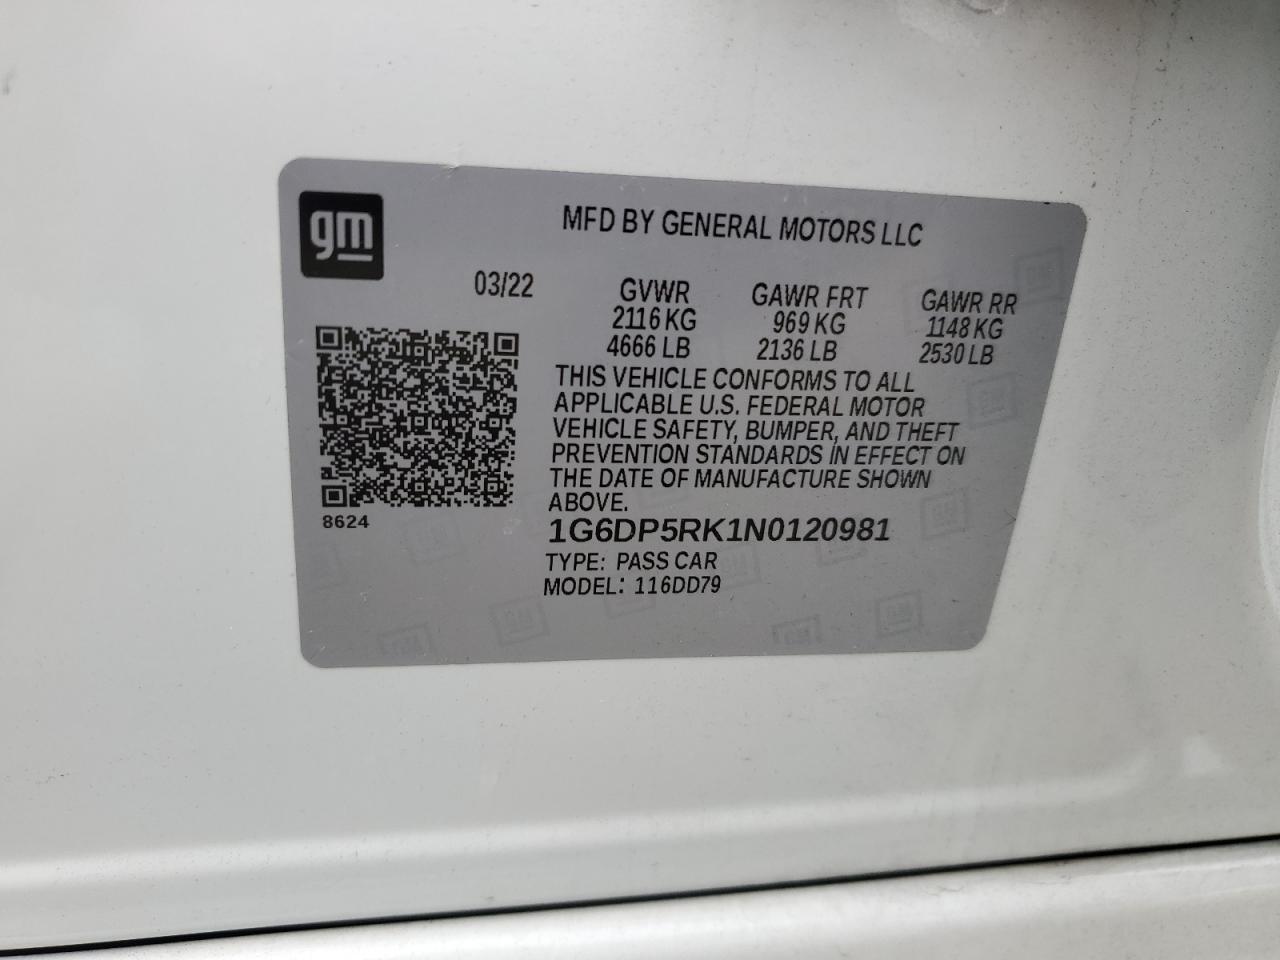 gm
MFD BY GENERAL MOTORS LLC
03/22
GVWR GAWR FRT GAWR RR
2116 KG 969 KG 1148 KG
4666 LB 2136 LB 2530 LB
THIS VEHICLE CONFORMS TO ALL
APPLICABLE U.S. FEDERAL MOTOR
VEHICLE SAFETY, BUMPER, AND THEFT
PREVENTION STANDARDS IN EFFECT ON
THE DATE OF MANUFACTURE SHOWN
ABOVE.
8624
1G6DP5RK1N0120981
TYPE: PASS CAR
MODEL: 116DD79